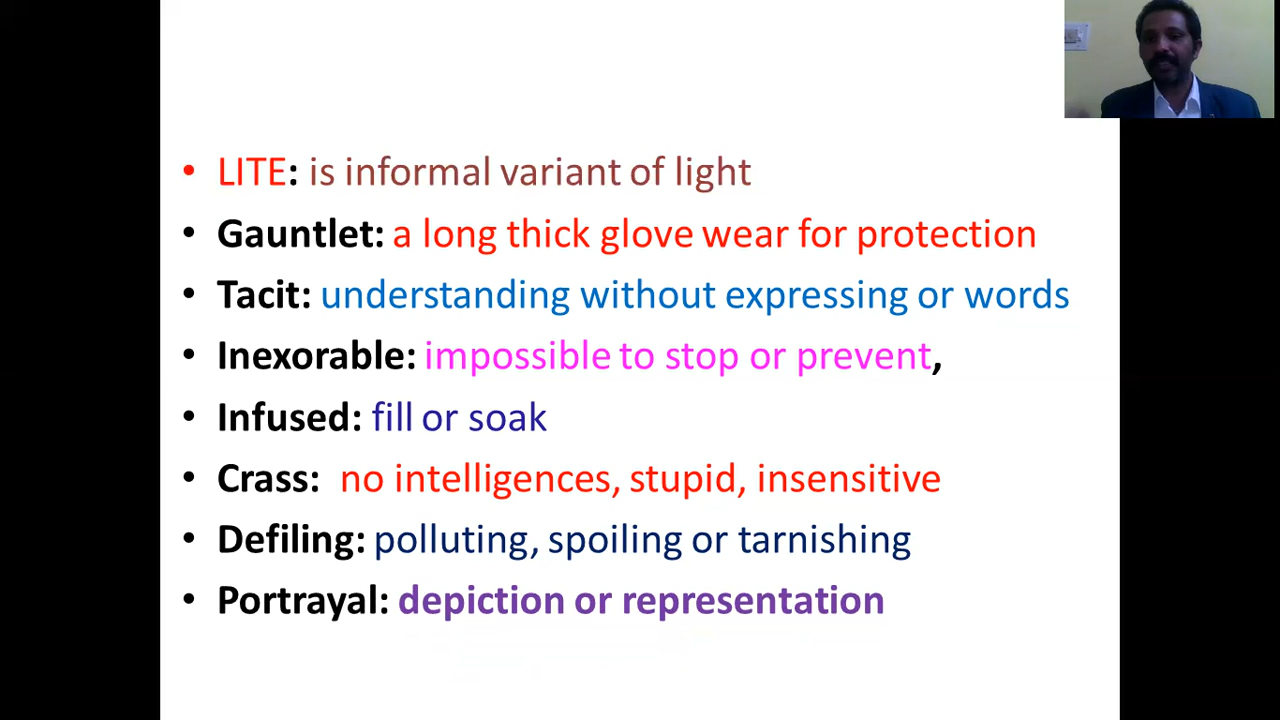 • LITE: is informal variant of light
• Gauntlet: a long thick glove wear for protection
• Tacit: understanding without expressing or words
• Inexorable: impossible to stop or prevent,
• Infused: fill or soak
• Crass: no intelligences, stupid, insensitive
• Defiling: polluting, spoiling or tarnishing
• Portrayal: depiction or representation